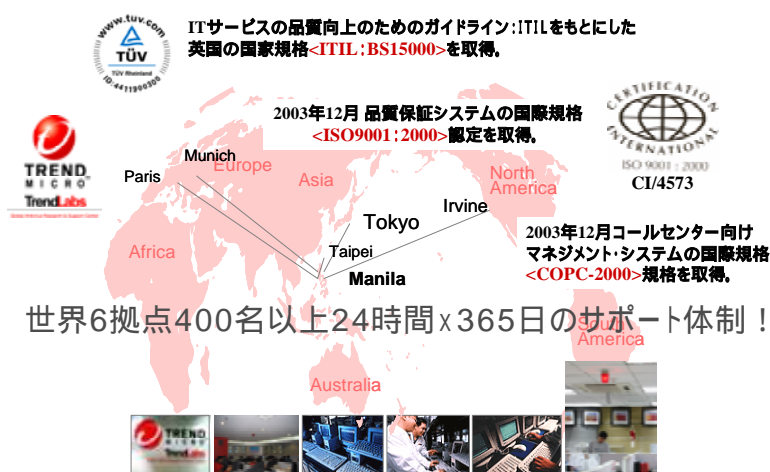 www.tuv.com
TÜV
TÜV Rheinland
ID:4411900300
ITサービスの品質向上のためのガイドライン:ITILをもとにした
英国の国家規格<ITIL:BS15000>を取得。
2003年12月 品質保証システムの国際規格
<ISO9001:2000>認定を取得。
CERTIFICATION
INTERNATIONAL
ISO 9001 : 2000
CI/4573
TREND
MICRO
TrendLabs
Munich
Paris
Europe
Asia
North
America
Irvine
Tokyo
Taipei
Manila
Africa
2003年12月コールセンター向け
マネジメント・システムの国際規格
<COPC-2000>規格を取得。
世界6拠点400名以上24時間x365日のサポート体制！
South
America
Australia
TREND
MICRO
TrendLabs